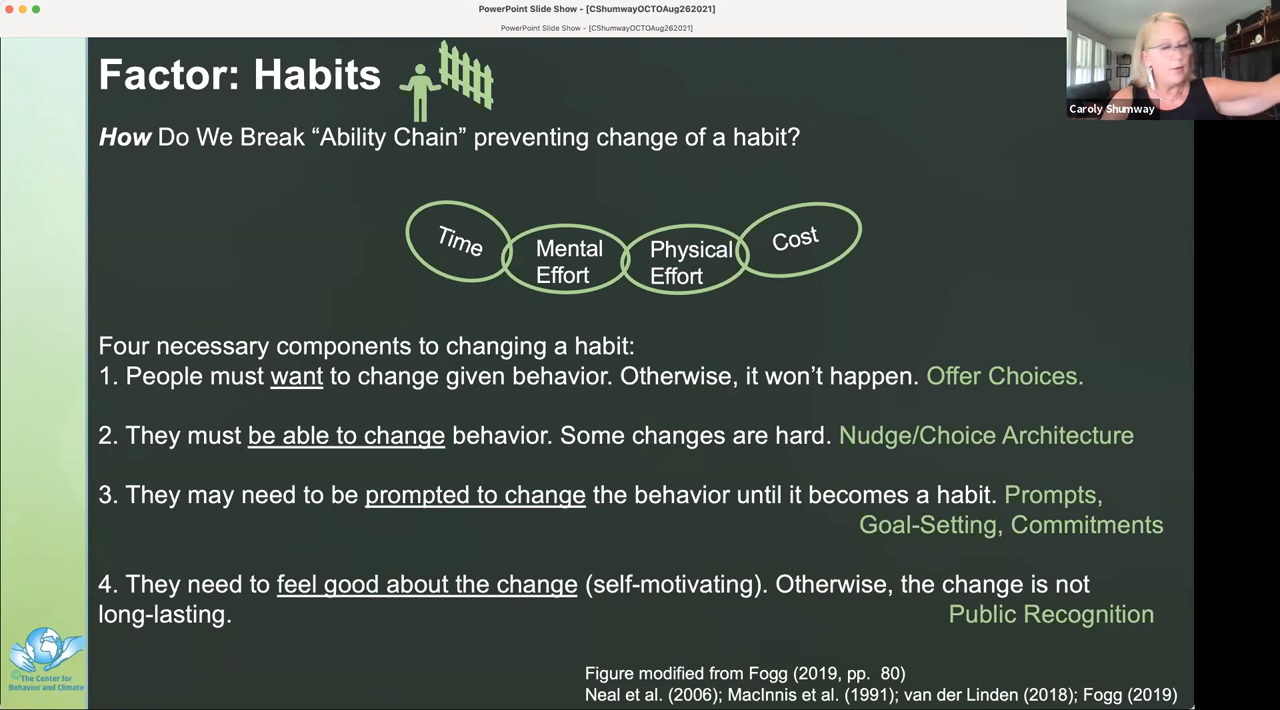 PowerPoint Slide Show - [CShumwayOCTOAug262021]
PowerPoint Slide Show - [CShumwayOCTOAug262021]
Caroly Shumway
Factor: Habits
How Do We Break “Ability Chain” preventing change of a habit?
Time
Mental
Effort
Physical
Effort
Cost
Four necessary components to changing a habit:
1. People must want to change given behavior. Otherwise, it won’t happen. Offer Choices.
2. They must be able to change behavior. Some changes are hard. Nudge/Choice Architecture
3. They may need to be prompted to change the behavior until it becomes a habit. Prompts,
Goal-Setting, Commitments
4. They need to feel good about the change (self-motivating). Otherwise, the change is not
long-lasting. Public Recognition
©The Center for
Behavior and Climate
Figure modified from Fogg (2019, pp. 80)
Neal et al. (2006); MacInnis et al. (1991); van der Linden (2018); Fogg (2019)